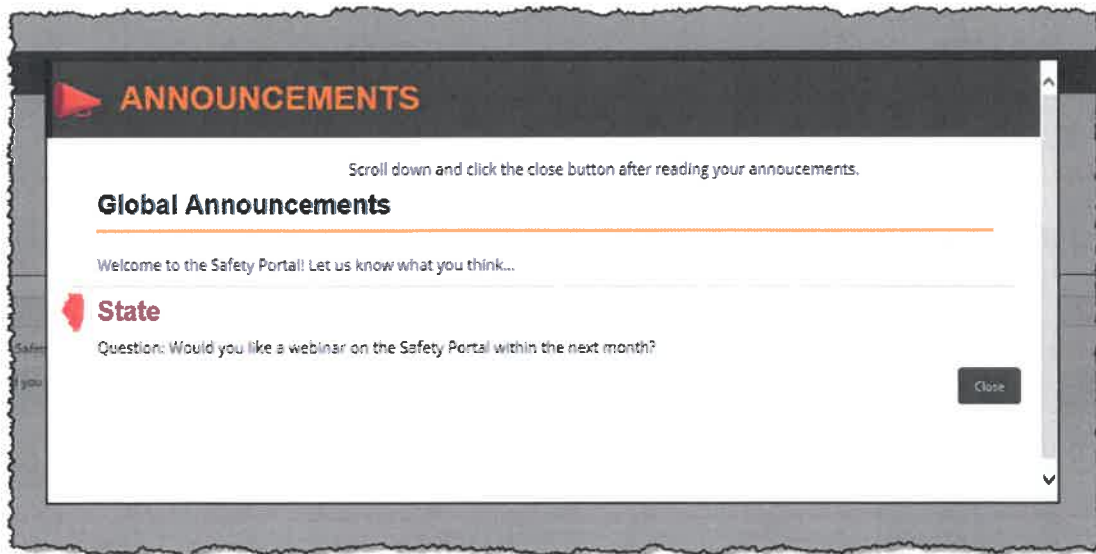 ANNOUNCEMENTS
Scroll down and click the close button after reading your annoucements.
Global Announcements
Welcome to the Safety Portal! Let us know what you think...
State
Question: Would you like a webinar on the Safety Portal within the next month?
Safe
you
Close